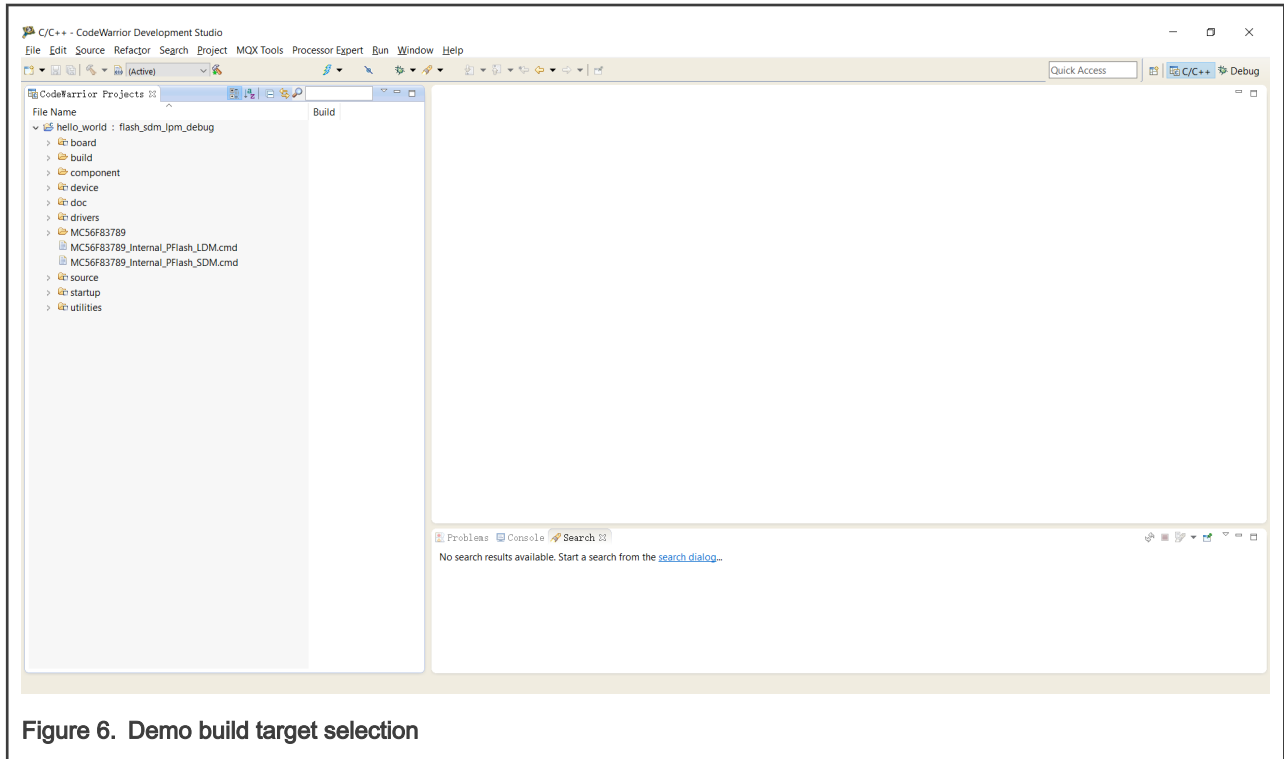 C/C++ - CodeWarrior Development Studio
File Edit Source Refactor Search Project MQX Tools Processor Expert Run Window Help
(Active)
Quick Access
C/C++
Debug
CodeWarrior Projects
File Name
Build
hello_world : flash_sdm_lpm_debug
board
build
component
device
doc
drivers
MC56F83789
MC56F83789_Internal_PFlash_LDM.cmd
MC56F83789_Internal_PFlash_SDM.cmd
source
startup
utilities
Problems Console Search
No search results available. Start a search from the search dialog...
Figure 6. Demo build target selection